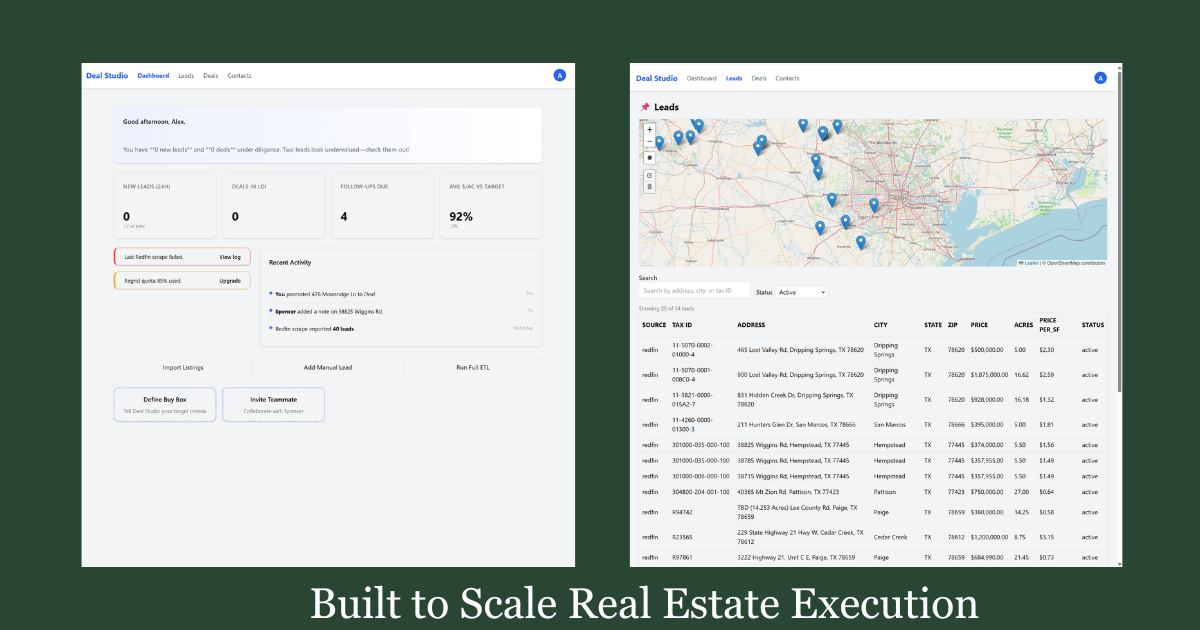 Deal Studio Dashboard Leads Deals Contacts A
Good afternoon, Alex.
You have **0 new leads** and **0 deals** under diligence. Two leads look undervalued—check them out!
NEW LEADS (24H) DEALS IN LOI FOLLOW-UPS DUE AVG $/AC VS TARGET
0 0 4 92%
+2 vs prev -3%
Last Redfin scrape failed. View log
Regrid quota 85% used. Upgrade
Recent Activity
You promoted 476 Moonridge Ln to Deal.
Spencer added a note on 38825 Wiggins Rd.
Redfin scrape imported 40 leads. Yesterday
Import Listings Add Manual Lead Run Full ETL
Define Buy Box Invite Teammate
Tell Deal Studio your target criteria Collaborate with Spencer
Deal Studio Dashboard Leads Deals Contacts A
Leads
+
−
The Woodlands
Houston
Sugar Land
Leaflet | © OpenStreetMap contributors
Search
Search by address, city, or tax ID Status Active
Showing 25 of 34 leads
SOURCE TAX ID ADDRESS CITY STATE ZIP PRICE ACRES PRICE PER_SF STATUS
redfin 11-5070-0002-01000-4 465 Lost Valley Rd, Dripping Springs, TX 78620 Dripping Springs TX 78620 $500,000.00 5.00 $2.30 active
redfin 11-5070-0001-008C0-4 900 Lost Valley Rd, Dripping Springs, TX 78620 Dripping Springs TX 78620 $1,875,000.00 16.62 $2.59 active
redfin 11-3821-0000-015A2-7 831 Hidden Creek Dr, Dripping Springs, TX 78620 Dripping Springs TX 78620 $928,000.00 16.18 $1.32 active
redfin 11-4260-0000-01300-3 211 Hunters Glen Dr, San Marcos, TX 78666 San Marcos TX 78666 $395,000.00 5.00 $1.81 active
redfin 301000-035-000-100 38825 Wiggins Rd, Hempstead, TX 77445 Hempstead TX 77445 $374,000.00 5.50 $1.56 active
redfin 301000-035-000-100 38785 Wiggins Rd, Hempstead, TX 77445 Hempstead TX 77445 $357,955.00 5.50 $1.49 active
redfin 301000-006-000-100 38715 Wiggins Rd, Hempstead, TX 77445 Hempstead TX 77445 $357,955.00 5.50 $1.49 active
redfin 304800-204-001-100 40365 Mt Zion Rd, Pattison, TX 77423 Pattison TX 77423 $750,000.00 27.00 $0.64 active
redfin R94742 TBD (14.253 Acres) Lee County Rd, Paige, TX 78659 Paige TX 78659 $360,000.00 14.25 $0.58 active
redfin R23565 229 State Highway 21 Hwy W, Cedar Creek, TX 78612 Cedar Creek TX 78612 $1,200,000.00 8.75 $3.15 active
redfin R97861 3222 Highway 21, Unit C E, Paige, TX 78659 Paige TX 78659 $684,990.00 21.45 $0.73 active
Built to Scale Real Estate Execution